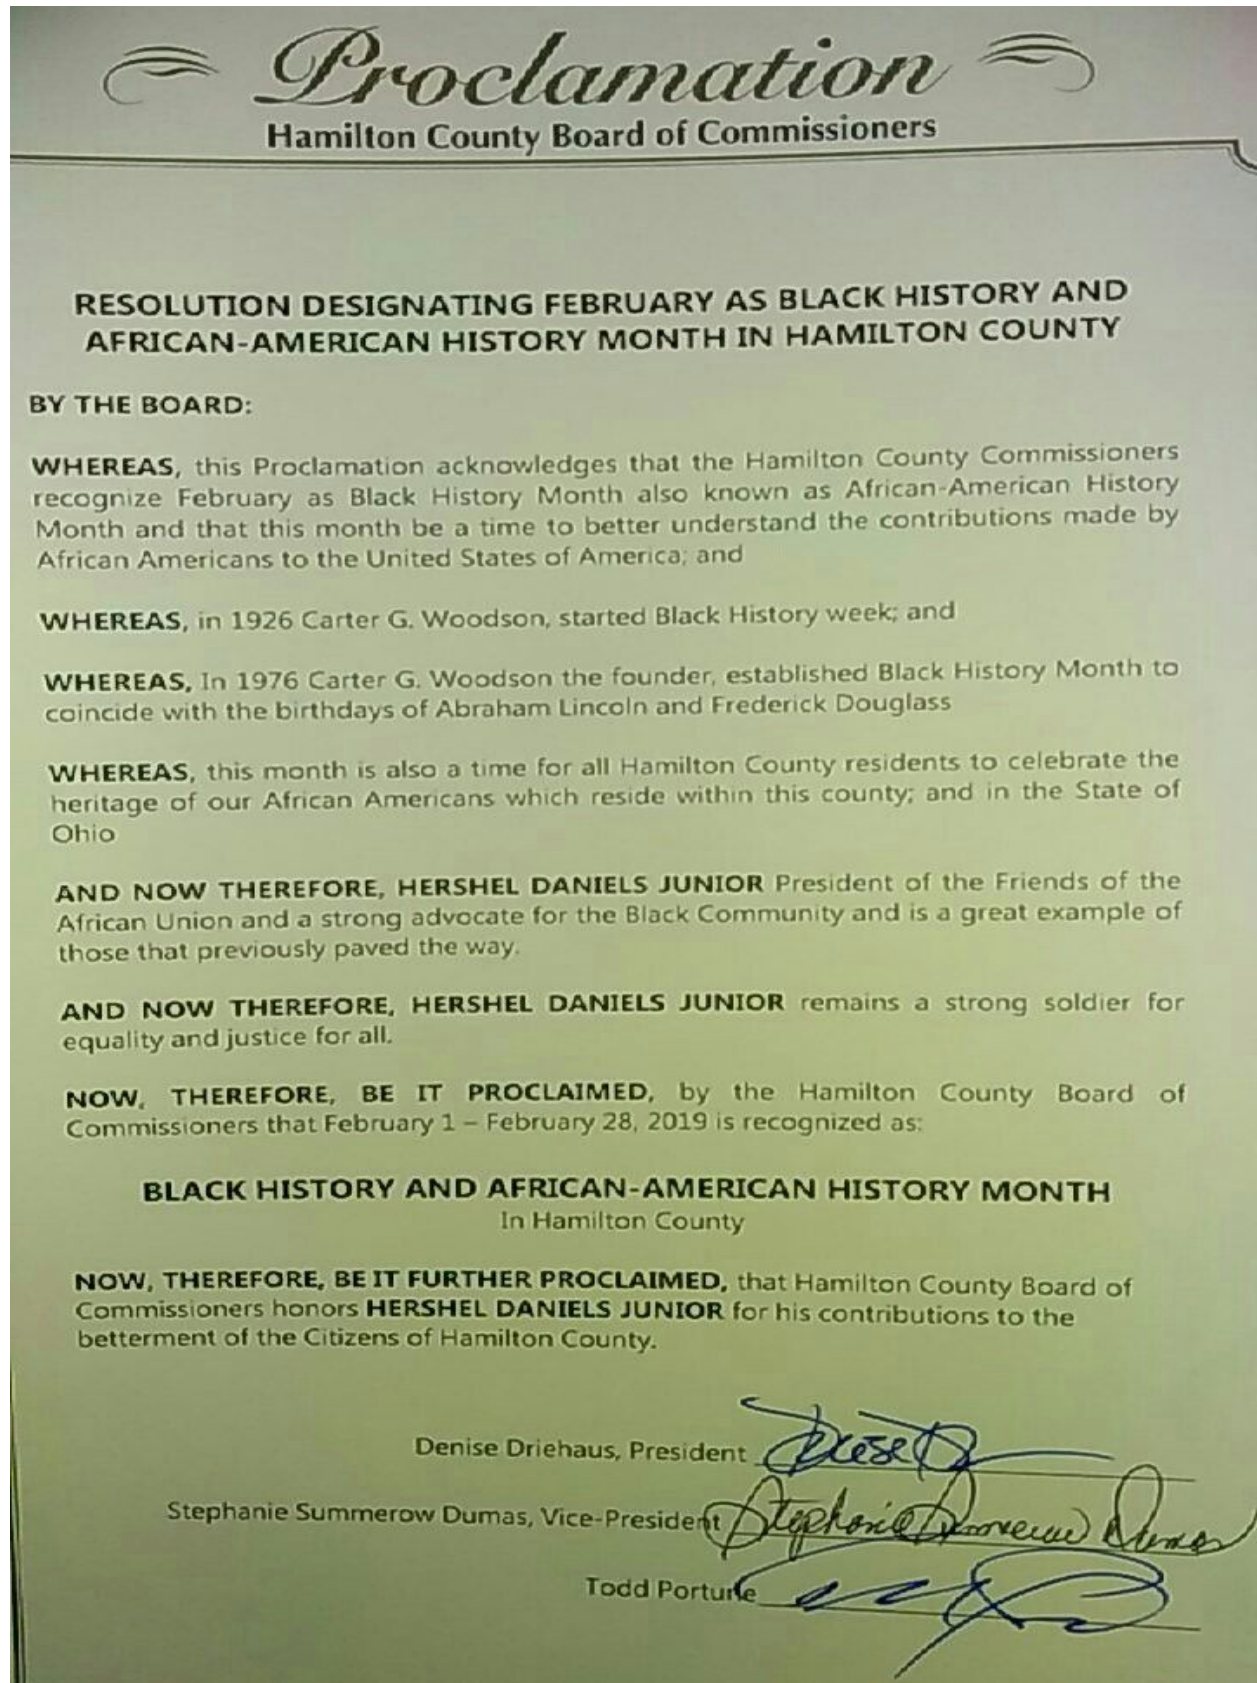 Proclamation
Hamilton County Board of Commissioners
RESOLUTION DESIGNATING FEBRUARY AS BLACK HISTORY AND
AFRICAN-AMERICAN HISTORY MONTH IN HAMILTON COUNTY
BY THE BOARD:
WHEREAS, this Proclamation acknowledges that the Hamilton County Commissioners
recognize February as Black History Month also known as African-American History
Month and that this month be a time to better understand the contributions made by
African Americans to the United States of America; and
WHEREAS, in 1926 Carter G. Woodson, started Black History week; and
WHEREAS, In 1976 Carter G. Woodson the founder, established Black History Month to
coincide with the birthdays of Abraham Lincoln and Frederick Douglass
WHEREAS, this month is also a time for all Hamilton County residents to celebrate the
heritage of our African Americans which reside within this county; and in the State of
Ohio
AND NOW THEREFORE, HERSHEL DANIELS JUNIOR President of the Friends of the
African Union and a strong advocate for the Black Community and is a great example of
those that previously paved the way.
AND NOW THEREFORE, HERSHEL DANIELS JUNIOR remains a strong soldier for
equality and justice for all.
NOW, THEREFORE, BE IT PROCLAIMED, by the Hamilton County Board of
Commissioners that February 1 – February 28, 2019 is recognized as:
BLACK HISTORY AND AFRICAN-AMERICAN HISTORY MONTH
In Hamilton County
NOW, THEREFORE, BE IT FURTHER PROCLAIMED, that Hamilton County Board of
Commissioners honors HERSHEL DANIELS JUNIOR for his contributions to the
betterment of the Citizens of Hamilton County.
Denise Driehaus, President
Stephanie Summerow Dumas, Vice-President Stephanie Summerow Dumas
Todd Portune